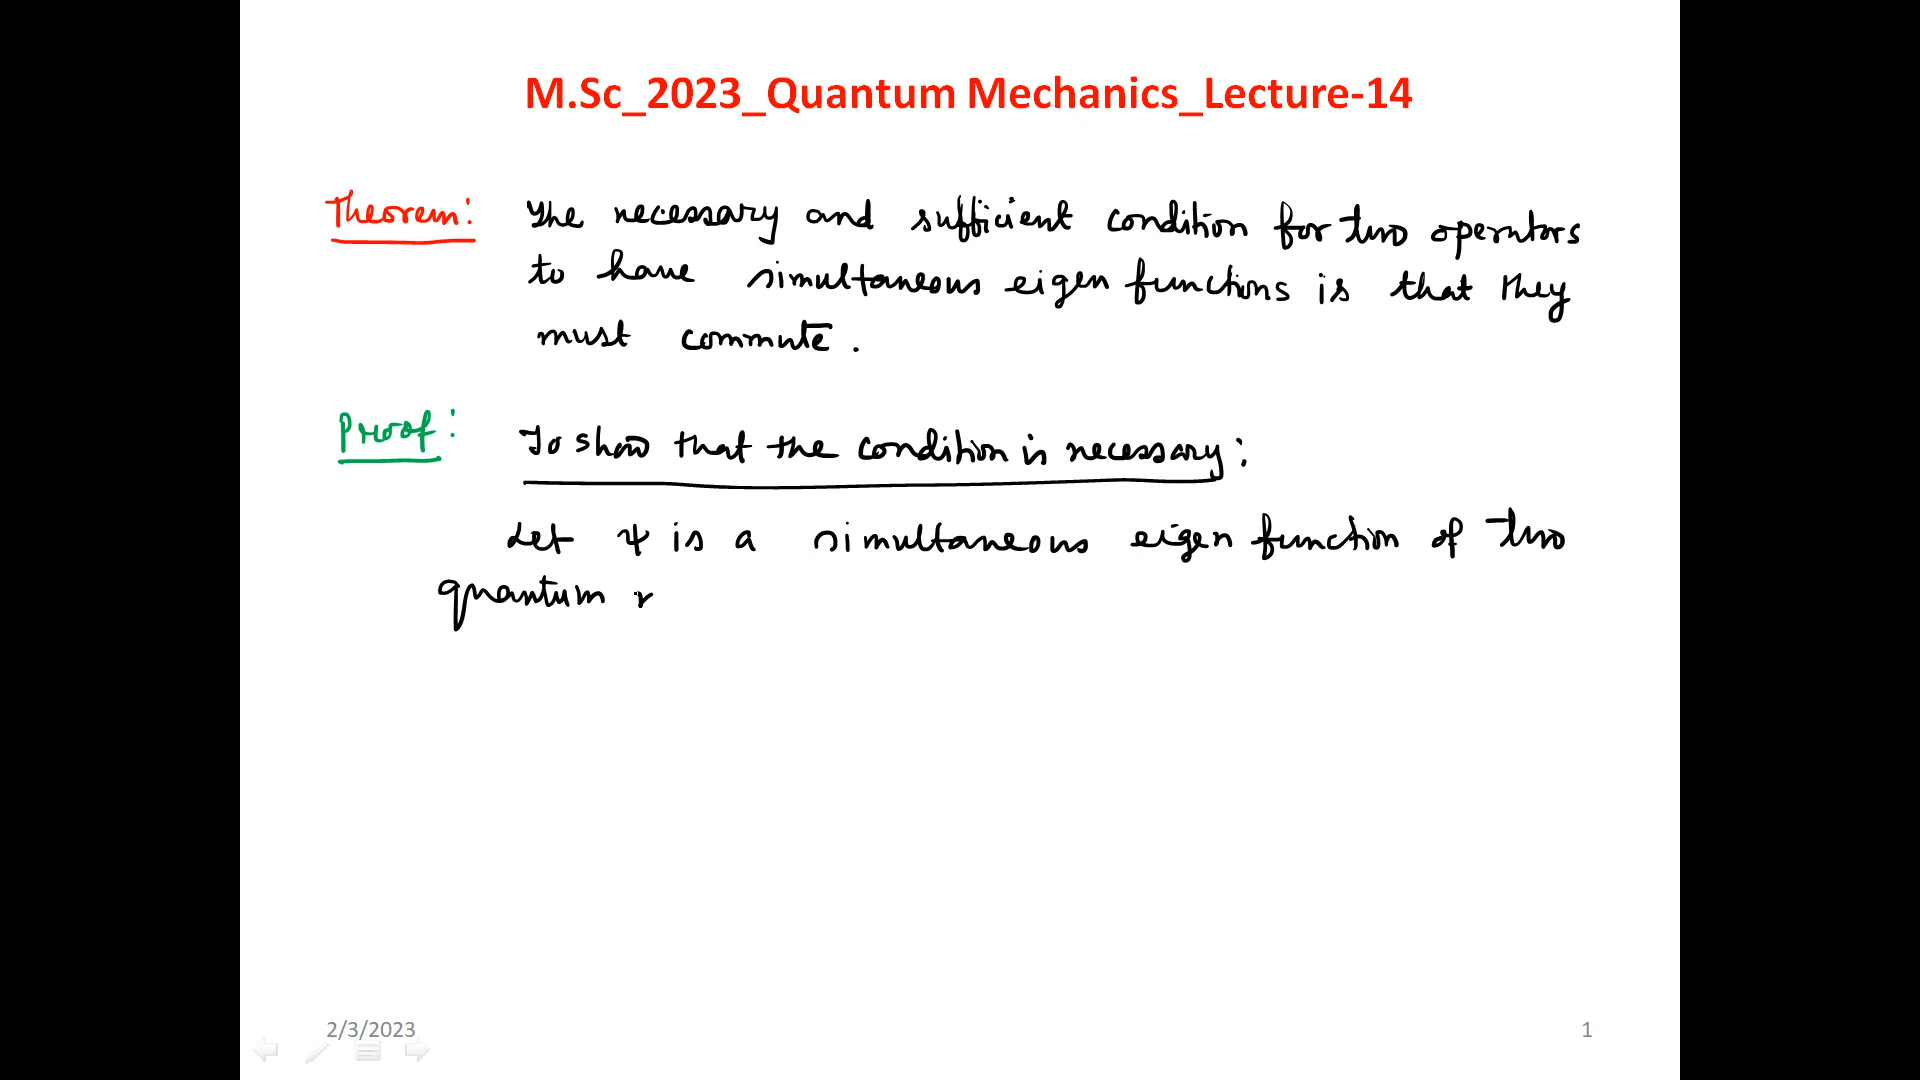 M.Sc_2023_Quantum Mechanics_Lecture-14
Theorem: The necessary and sufficient condition for two operators
to have simultaneous eigen functions is that they
must commute.
Proof: To show that the condition is necessary:
Let ψ is a simultaneous eigen function of two
quantum
2/3/2023 1